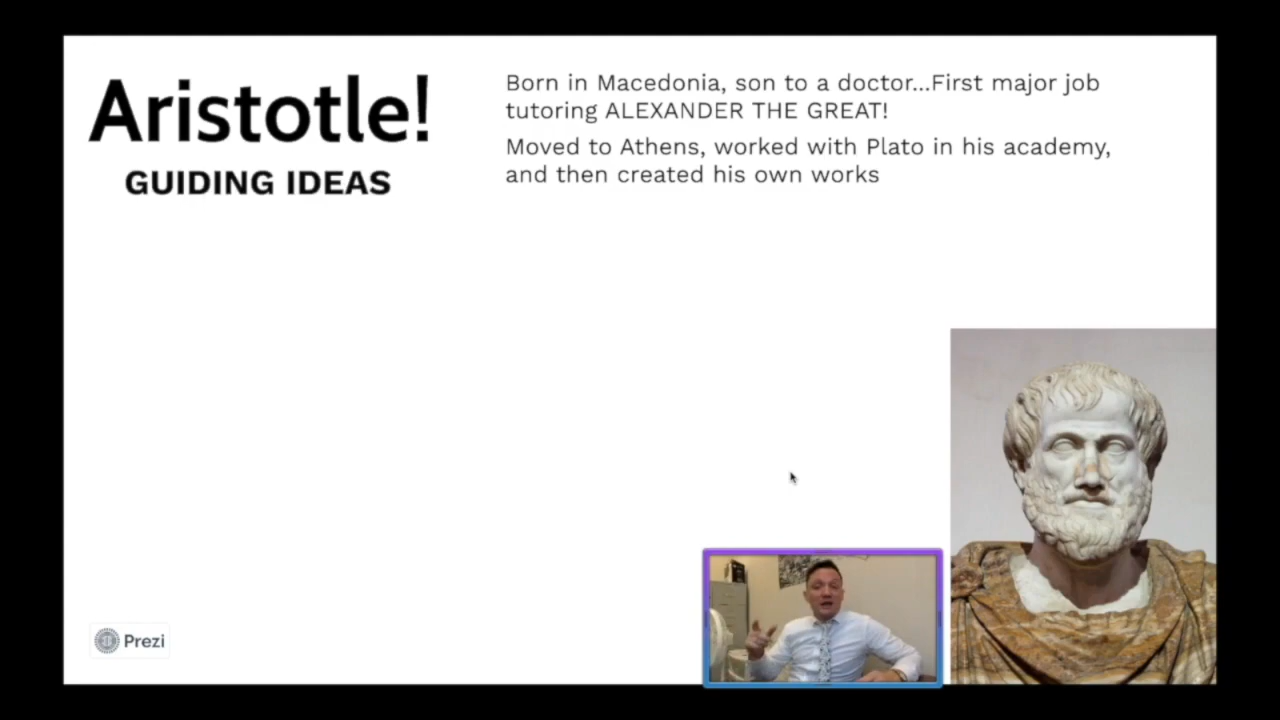 Aristotle!
GUIDING IDEAS
Born in Macedonia, son to a doctor...First major job
tutoring ALEXANDER THE GREAT!
Moved to Athens, worked with Plato in his academy,
and then created his own works
Prezi